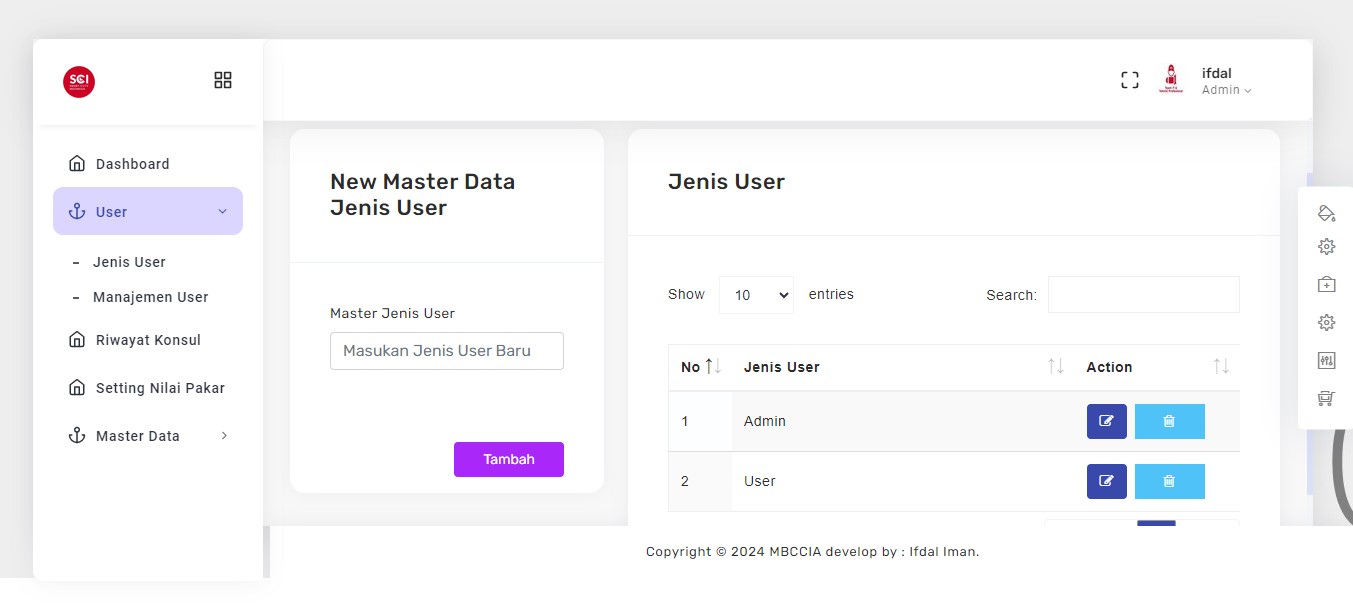 SCI
ifdal
Admin
Dashboard
User
Jenis User
Manajemen User
Riwayat Konsul
Setting Nilai Pakar
Master Data
New Master Data
Jenis User
Master Jenis User
Masukan Jenis User Baru
Tambah
Jenis User
Show 10 entries
Search:
No Jenis User Action
1 Admin
2 User
Copyright © 2024 MBCCIA develop by : Ifdal Iman.